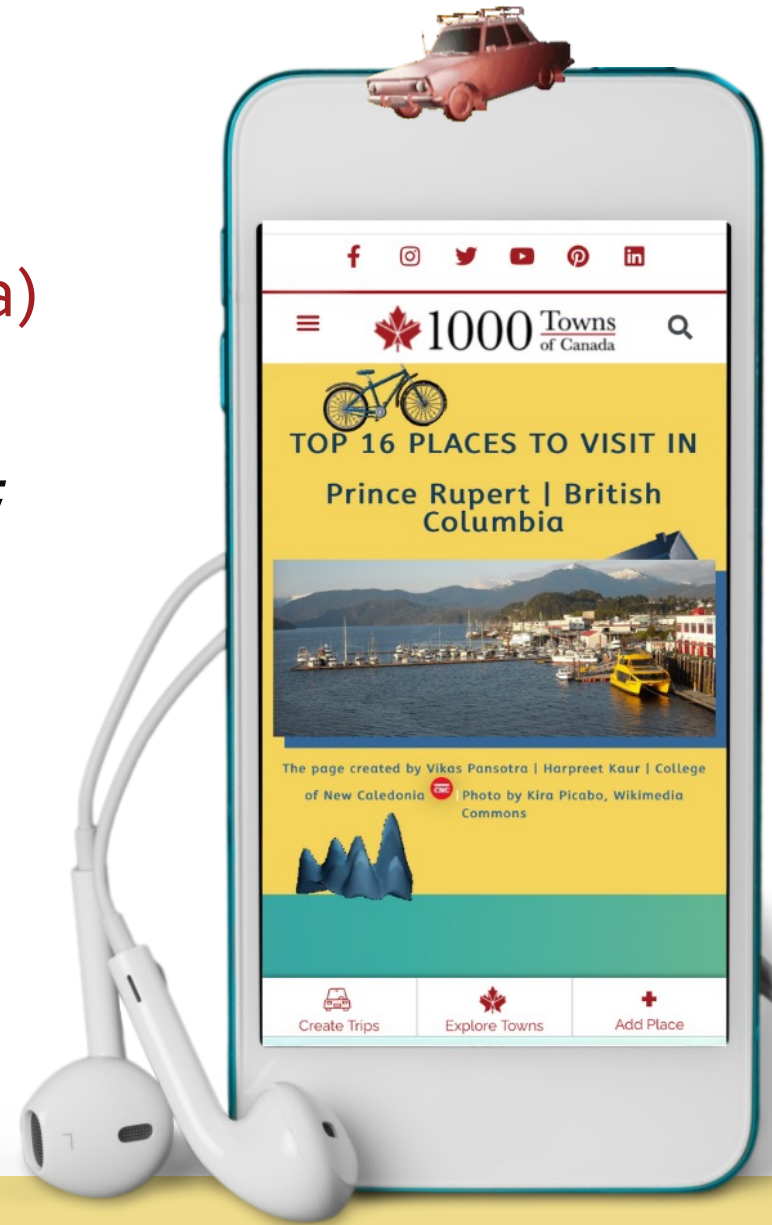 a)
1000 Towns
of Canada
TOP 16 PLACES TO VISIT IN
Prince Rupert | British
Columbia
The page created by Vikas Pansotra | Harpreet Kaur | College
of New Caledonia CNC | Photo by Kira Picabo, Wikimedia
Commons
Create Trips
Explore Towns
Add Place
L